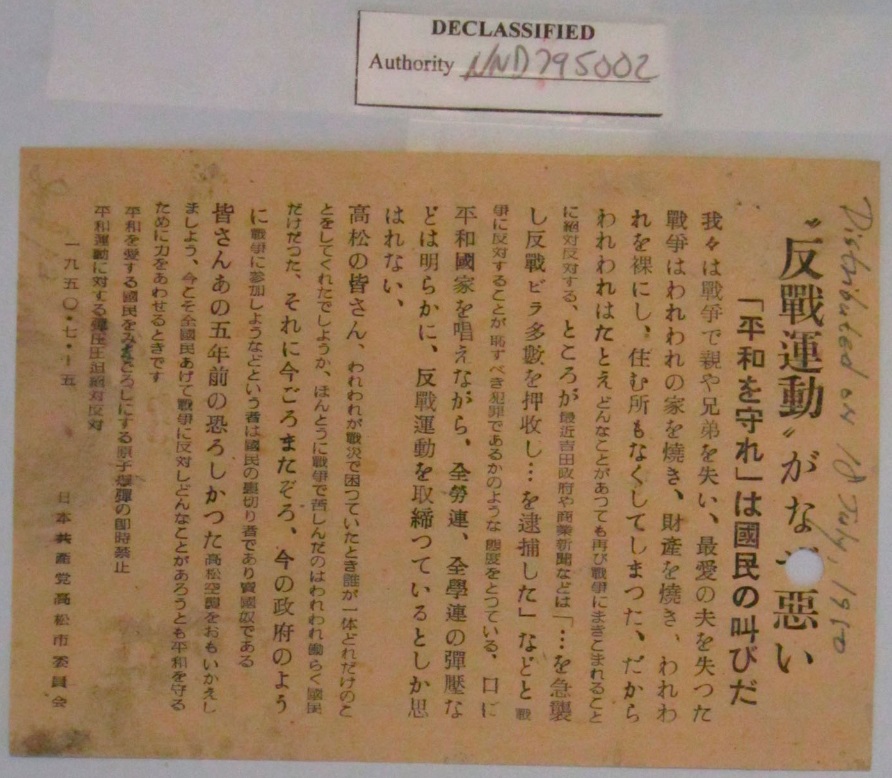 DECLASSIFIED
Authority NND795002
Distributed on 18 July, 1950
〝反戰運動〟がなぜ惡い
「平和を守れ」は國民の叫びだ
我々は戰爭で親や兄弟を失い、最愛の夫を失つた
戰爭はわれわれの家を燒き、財産を燒き、われわ
れを裸にし、住む所もなくしてしまつた、だから
われわれはたとえどんなことがあつても再び戰爭にまきこまれること
に絕対反対する、ところが最近吉田政府や商業新聞などは「…を急襲
し反戰ビラ多數を押收し…を逮捕した」などと戰
爭に反対することが恥ずべき犯罪であるかのような態度をとつている、口に
平和國家を唱えながら、全勞連、全學連の彈壓な
どは明らかに、反戰運動を取締つているとしか思
はれない、
高松の皆さん、われわれが戰災で困つていたとき誰が一体どれだけのこ
とをしてくれたでしようか、ほんとうに戰爭で苦しんだのはわれわれ働らく國民
だけだつた、それに今ごろまたぞろ、今の政府のよう
に戰爭に参加しようなどという者は國民の裏切り者であり賣國奴である
皆さんあの五年前の恐ろしかつた高松空襲をおもいかえし
ましよう、今こそ全國民あげて戰爭に反対しどんなことがあろうとも平和を守る
ために力をあわせるときです
平和を愛する國民をみなごろしにする原子爆彈の即時禁止
平和運動に対する彈圧圧迫絕対反対
一九五〇・七・十五
日本共産党高松市委員会